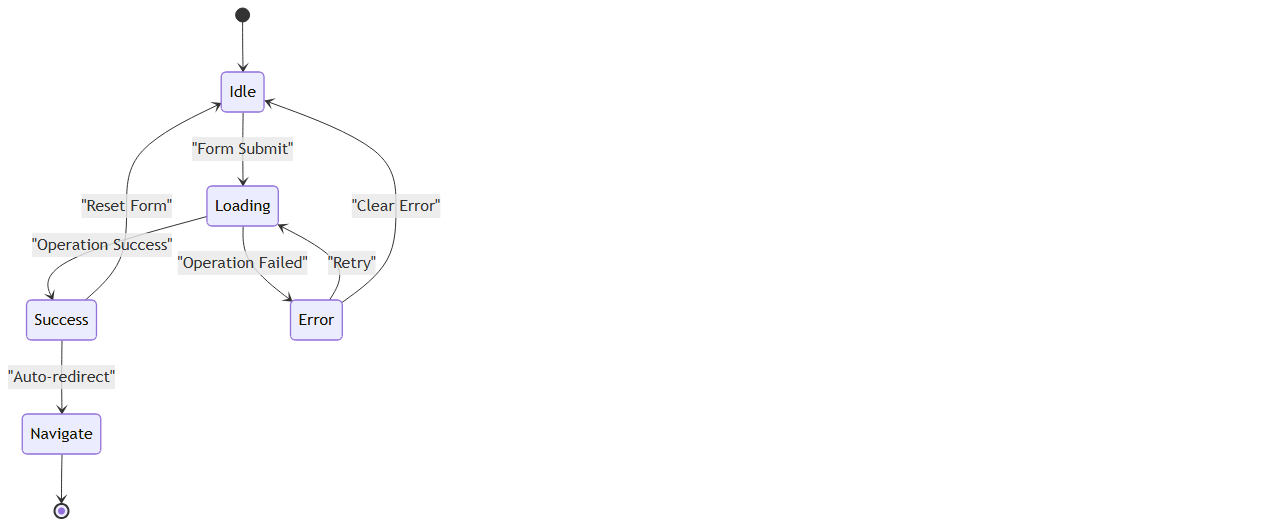 Idle
"Form Submit"
"Reset Form"
Loading
"Clear Error"
"Operation Success"
"Operation Failed"
"Retry"
Success
Error
"Auto-redirect"
Navigate